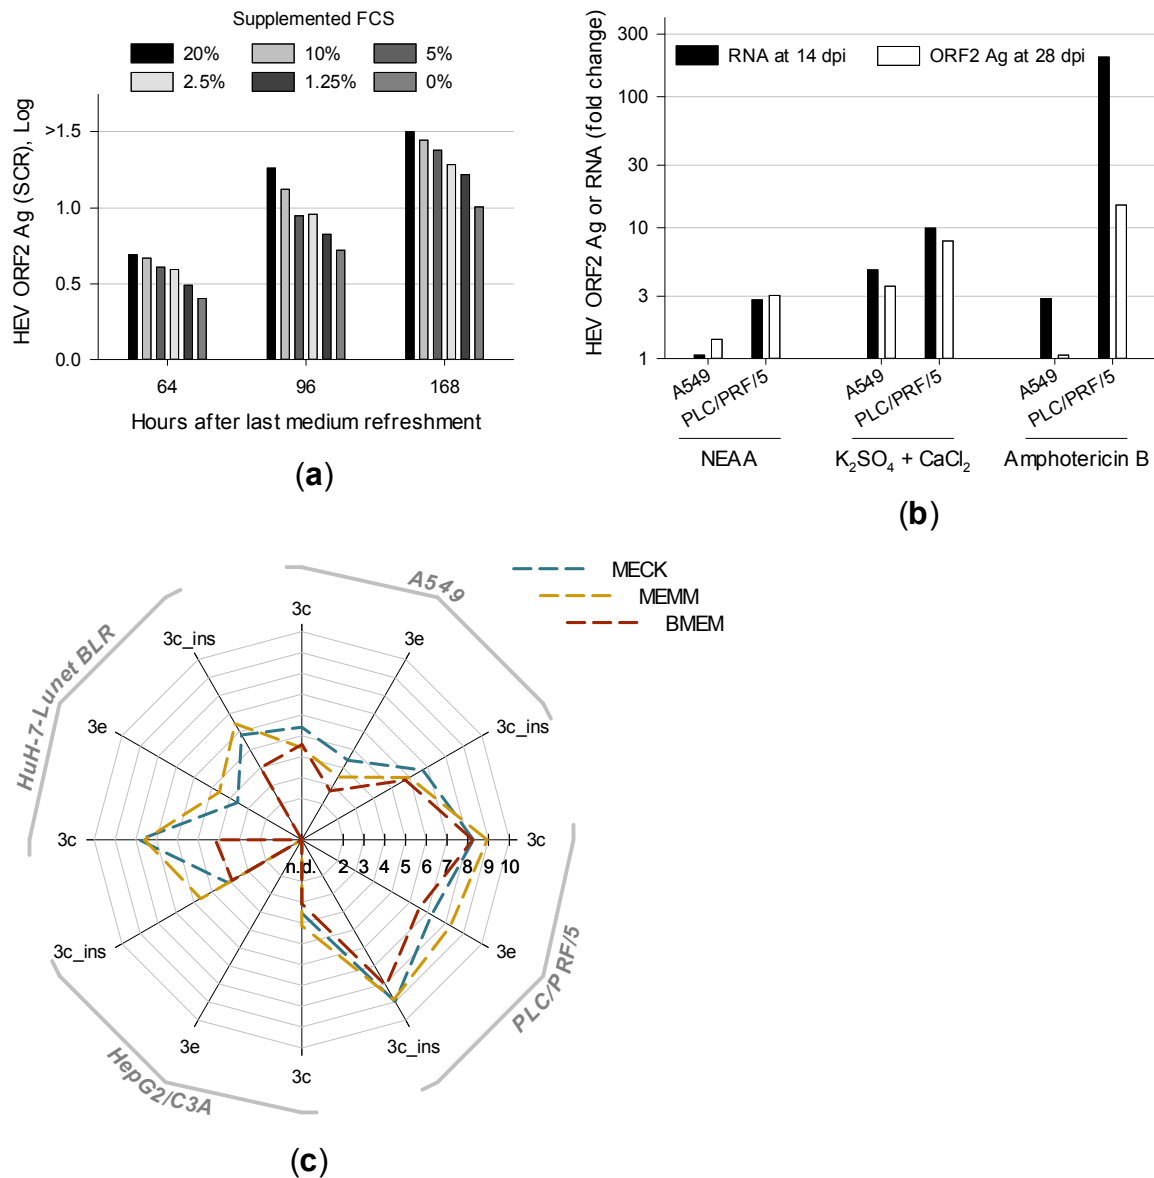 Supplemented FCS
20% 10% 5%
2.5% 1.25% 0%
HEV ORF2 Ag (SCR), Log
>1.5
1.0
0.5
0.0
64 96 168
Hours after last medium refreshment
(a)
HEV ORF2 Ag or RNA (fold change)
300
100
30
10
3
1
RNA at 14 dpi ORF2 Ag at 28 dpi
A549 PLC/PRF/5 A549 PLC/PRF/5 A549 PLC/PRF/5
NEAA K₂SO₄ + CaCl₂ Amphotericin B
(b)
MECK
MEMM
BMEM
A549
3c
3e
3c_ins
PLC/PRF/5
3c
3e
3c_ins
HepG2/C3A
3c
3e
3c_ins
HuH-7-Lunet BLR
3c
3e
3c_ins
n.d. 2 3 4 5 6 7 8 9 10
(c)